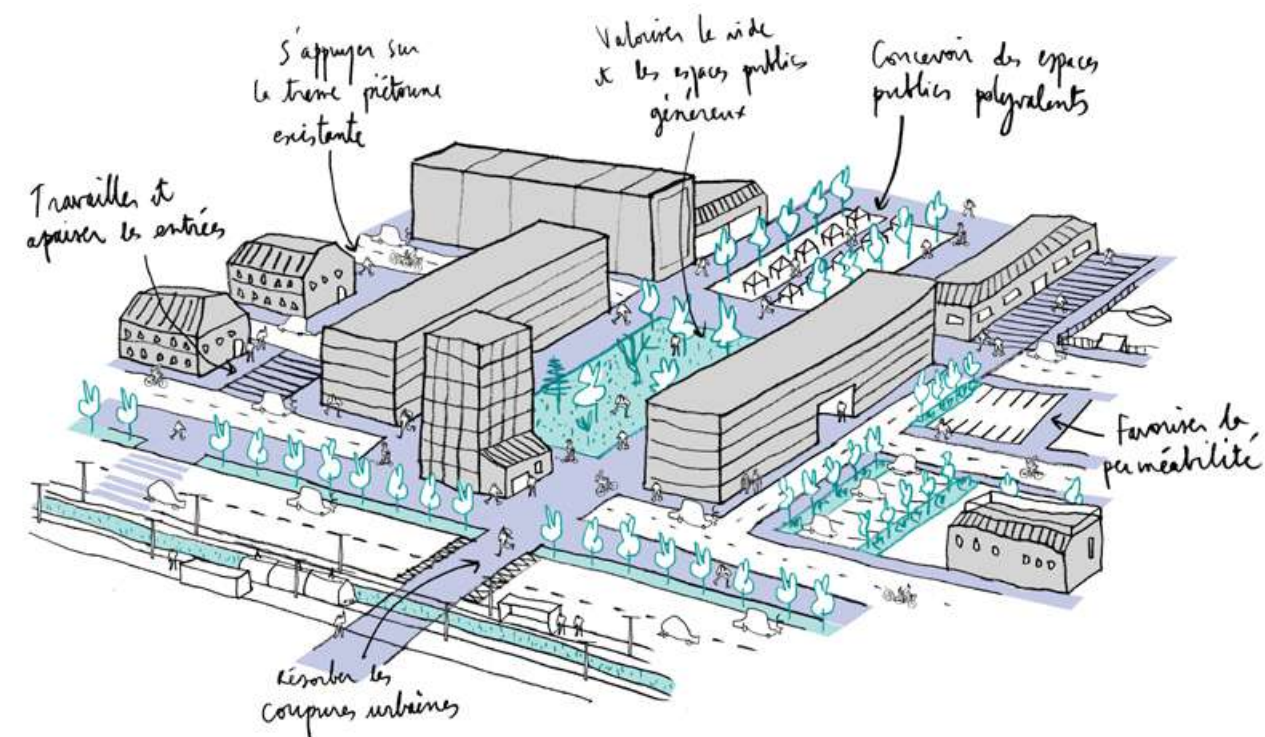 S'appuyer sur
la trame piétonne
existante
Valoriser le vide
et les espaces publics
généreux
Concevoir des espaces
publics polyvalents
Travailler et
apaiser les entrées
Favoriser la
perméabilité
Résorber les
coupures urbaines